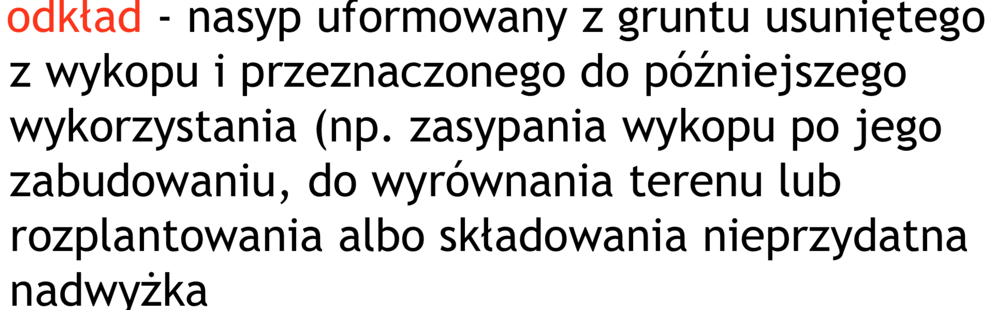 odkład - nasyp uformowany z gruntu usuniętego
z wykopu i przeznaczonego do późniejszego
wykorzystania (np. zasypania wykopu po jego
zabudowaniu, do wyrównania terenu lub
rozplantowania albo składowania nieprzydatna
nadwyżka